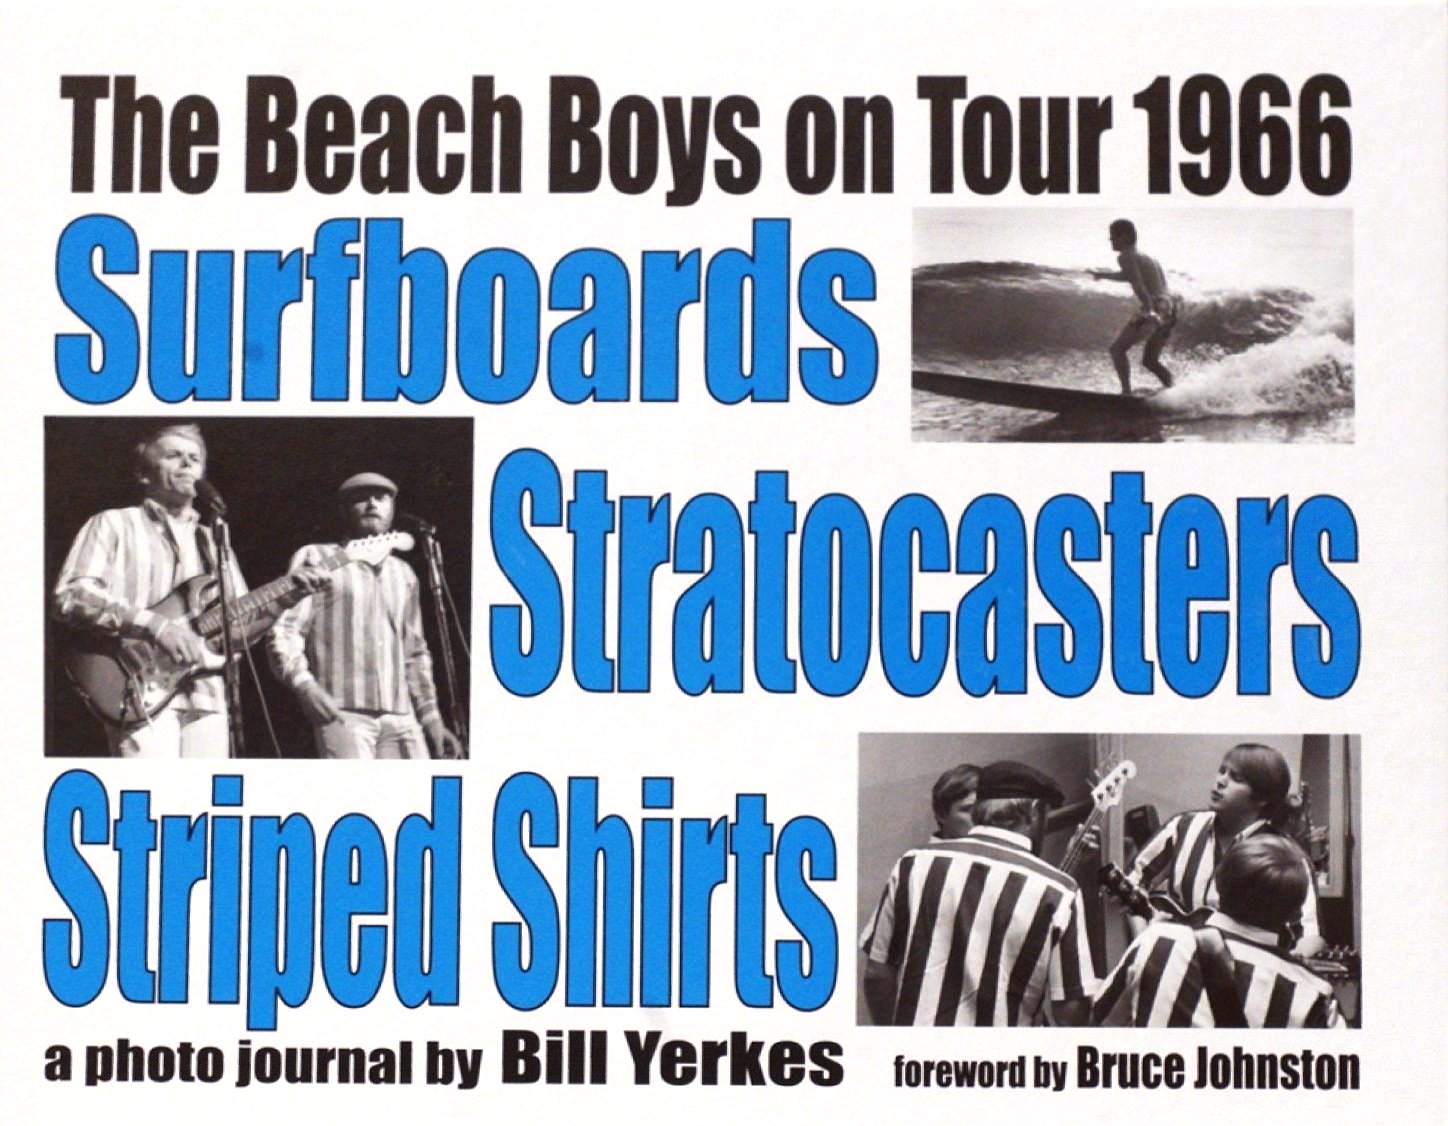 The Beach Boys on Tour 1966
Surfboards
Stratocasters
Striped Shirts
a photo journal by Bill Yerkes
foreword by Bruce Johnston